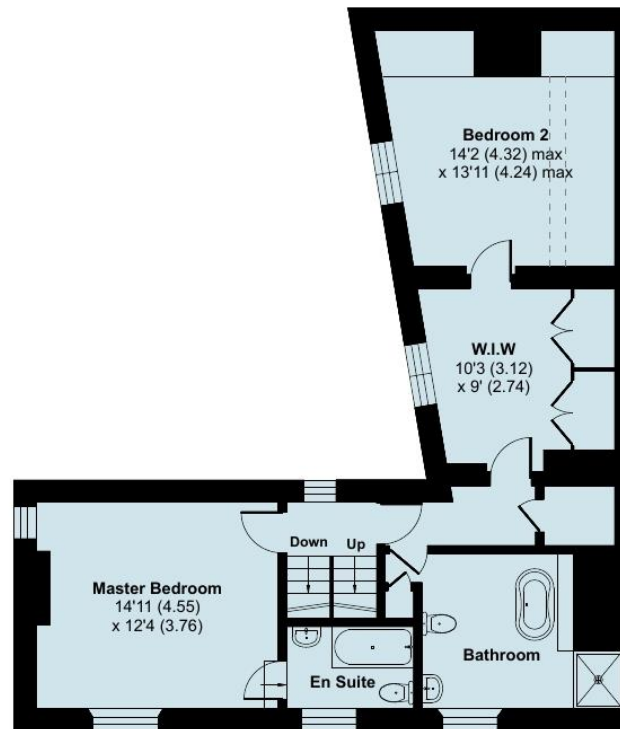 Bedroom 2
14'2 (4.32) max
x 13'11 (4.24) max
W.I.W
10'3 (3.12)
x 9' (2.74)
Down
Up
Master Bedroom
14'11 (4.55)
x 12'4 (3.76)
En Suite
Bathroom